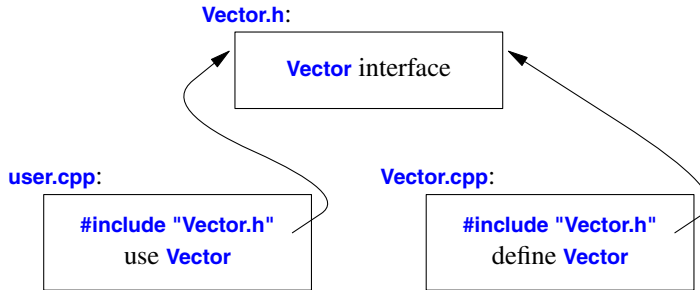 Vector.h:
Vector interface
user.cpp:
Vector.cpp:
#include "Vector.h"
use Vector
#include "Vector.h"
define Vector